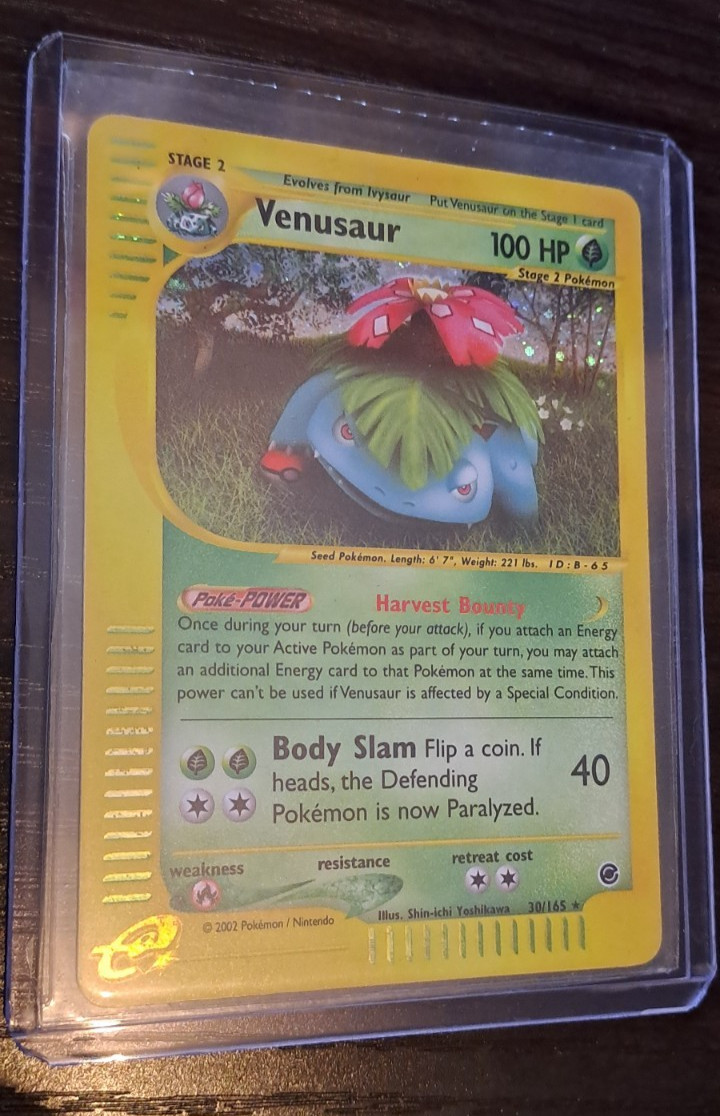 STAGE 2
Evolves from Ivysaur Put Venusaur on the Stage 1 card
Venusaur 100 HP
Stage 2 Pokémon
Seed Pokémon. Length: 6' 7", Weight: 221 lbs. ID:B-65
Poké-POWER Harvest Bounty
Once during your turn (before your attack), if you attach an Energy
card to your Active Pokémon as part of your turn, you may attach
an additional Energy card to that Pokémon at the same time. This
power can't be used if Venusaur is affected by a Special Condition.
Body Slam Flip a coin. If
heads, the Defending
Pokémon is now Paralyzed.
40
weakness resistance retreat cost
Illus. Shin-ichi Yoshikawa 30/165 ★
© 2002 Pokémon / Nintendo
e